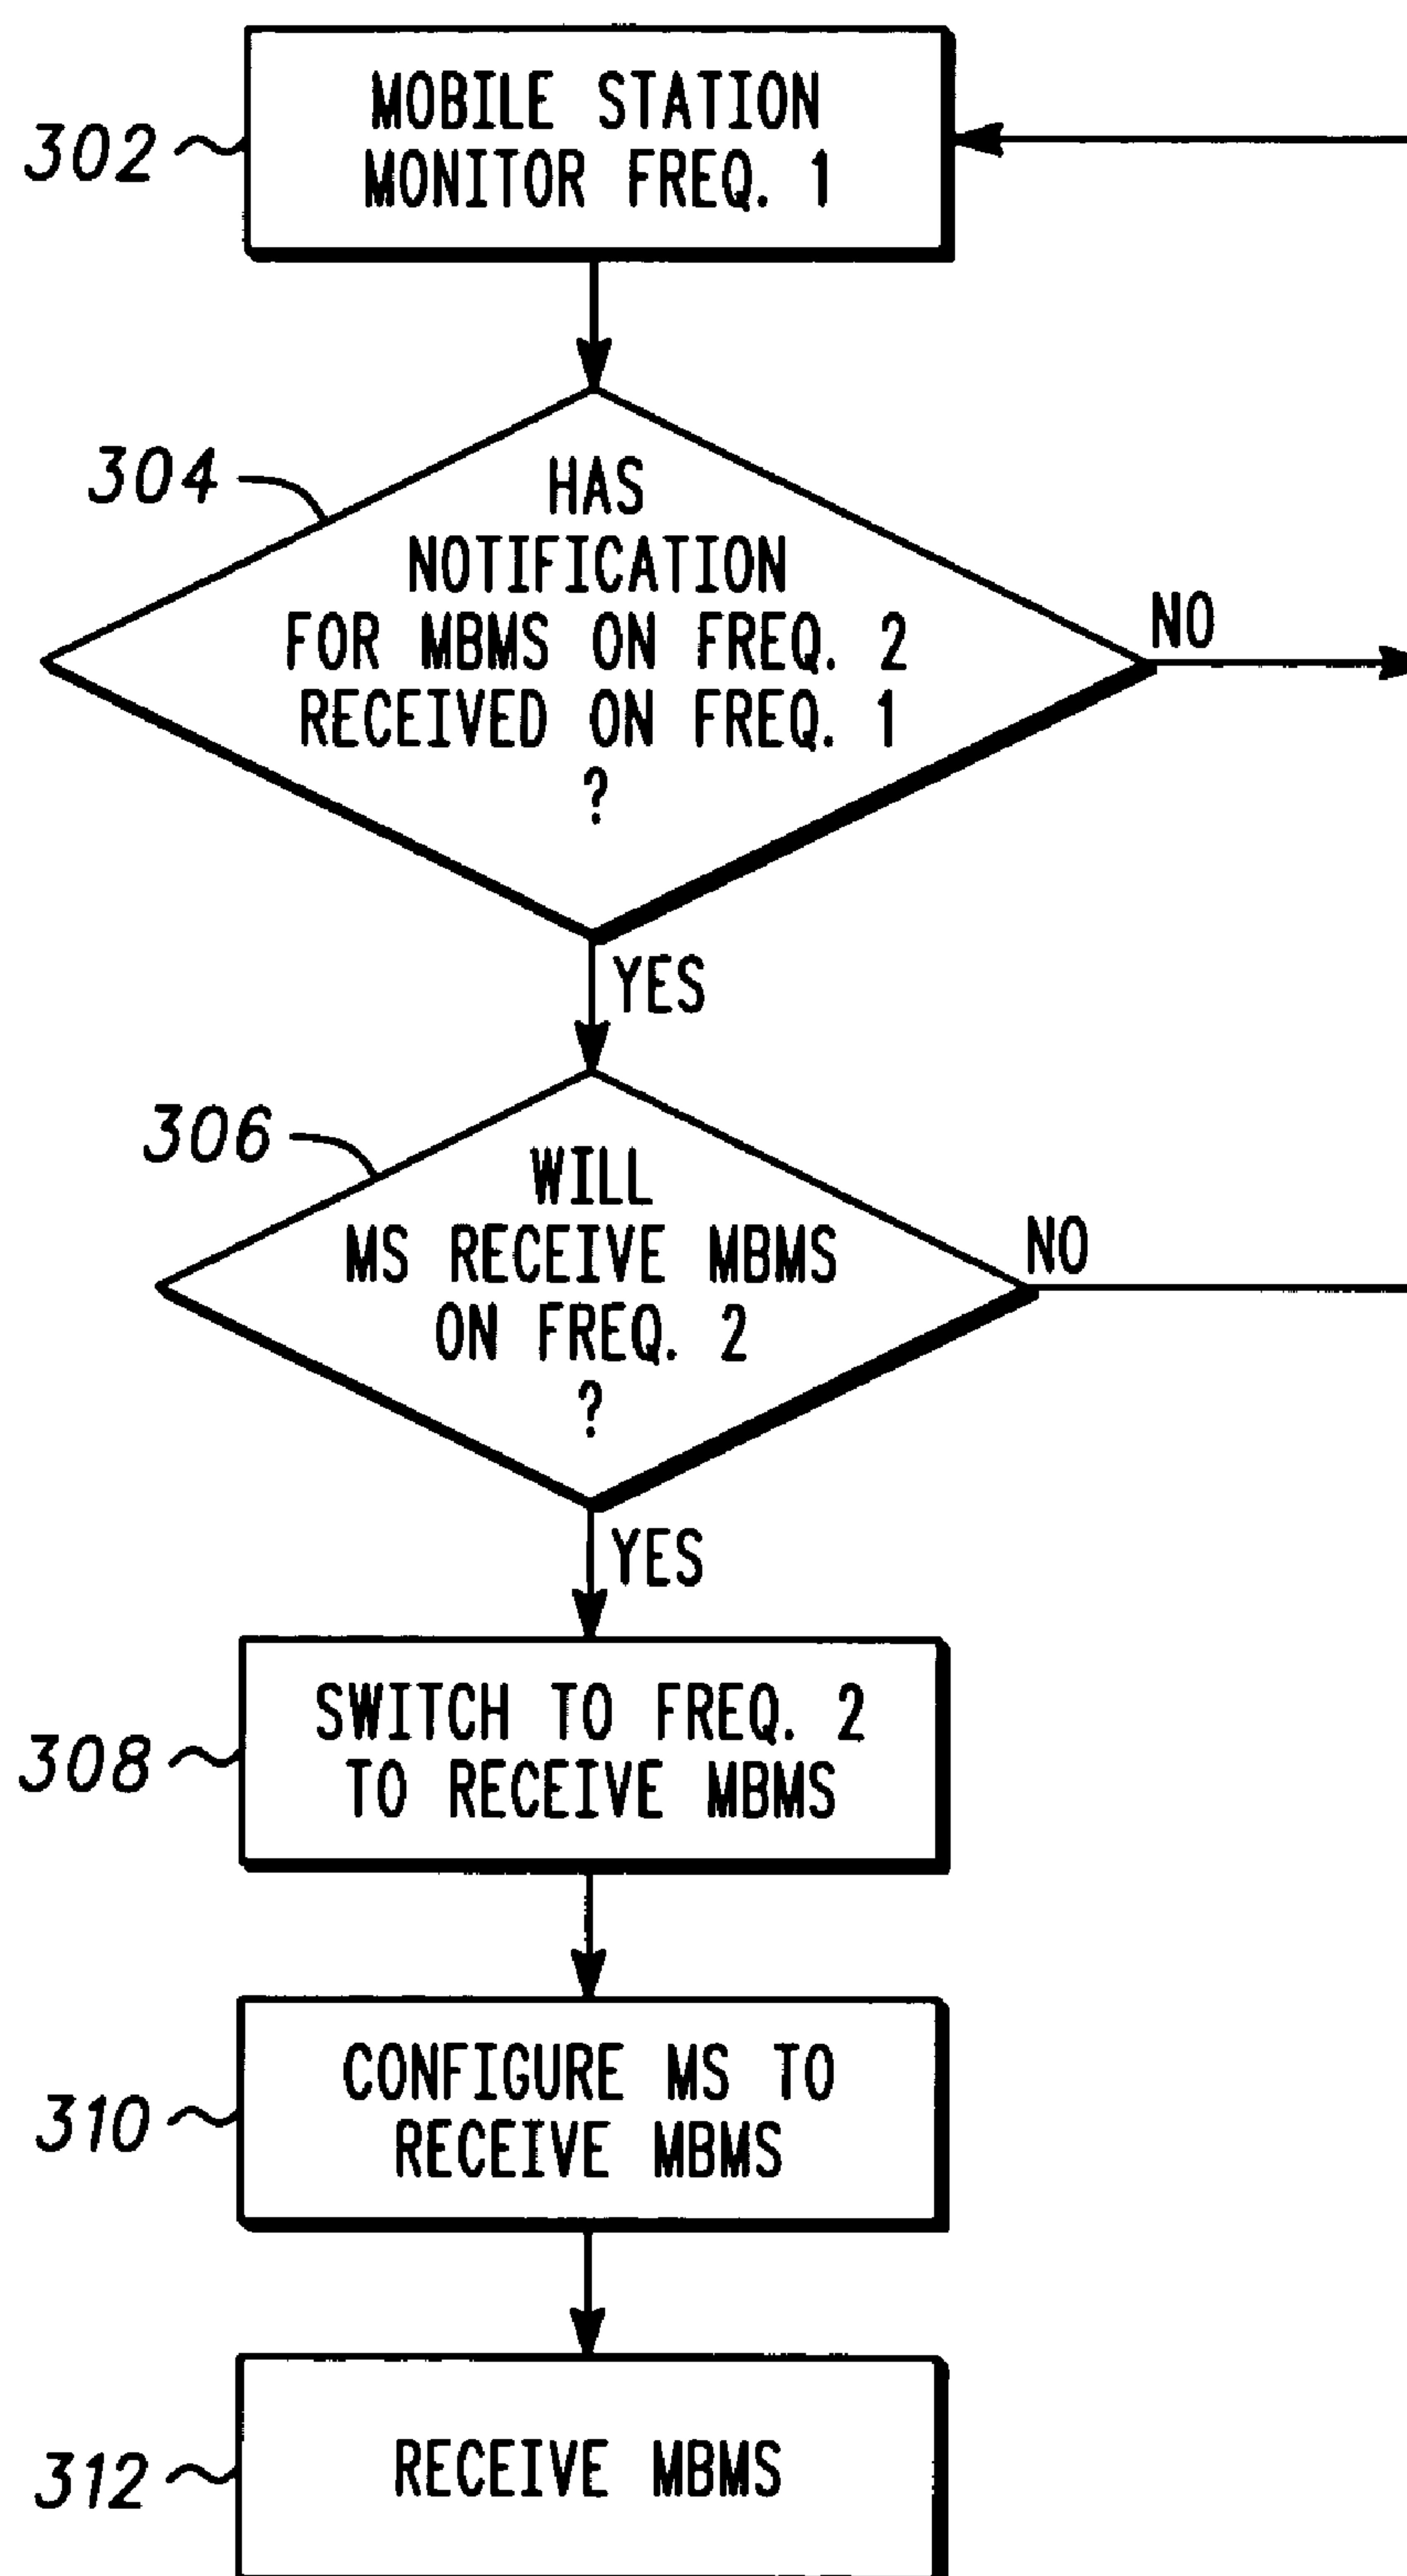 302
MOBILE STATION
MONITOR FREQ. 1
304
HAS
NOTIFICATION
FOR MBMS ON FREQ. 2
RECEIVED ON FREQ. 1
?
NO
YES
306
WILL
MS RECEIVE MBMS
ON FREQ. 2
?
NO
YES
308
SWITCH TO FREQ. 2
TO RECEIVE MBMS
310
CONFIGURE MS TO
RECEIVE MBMS
312
RECEIVE MBMS